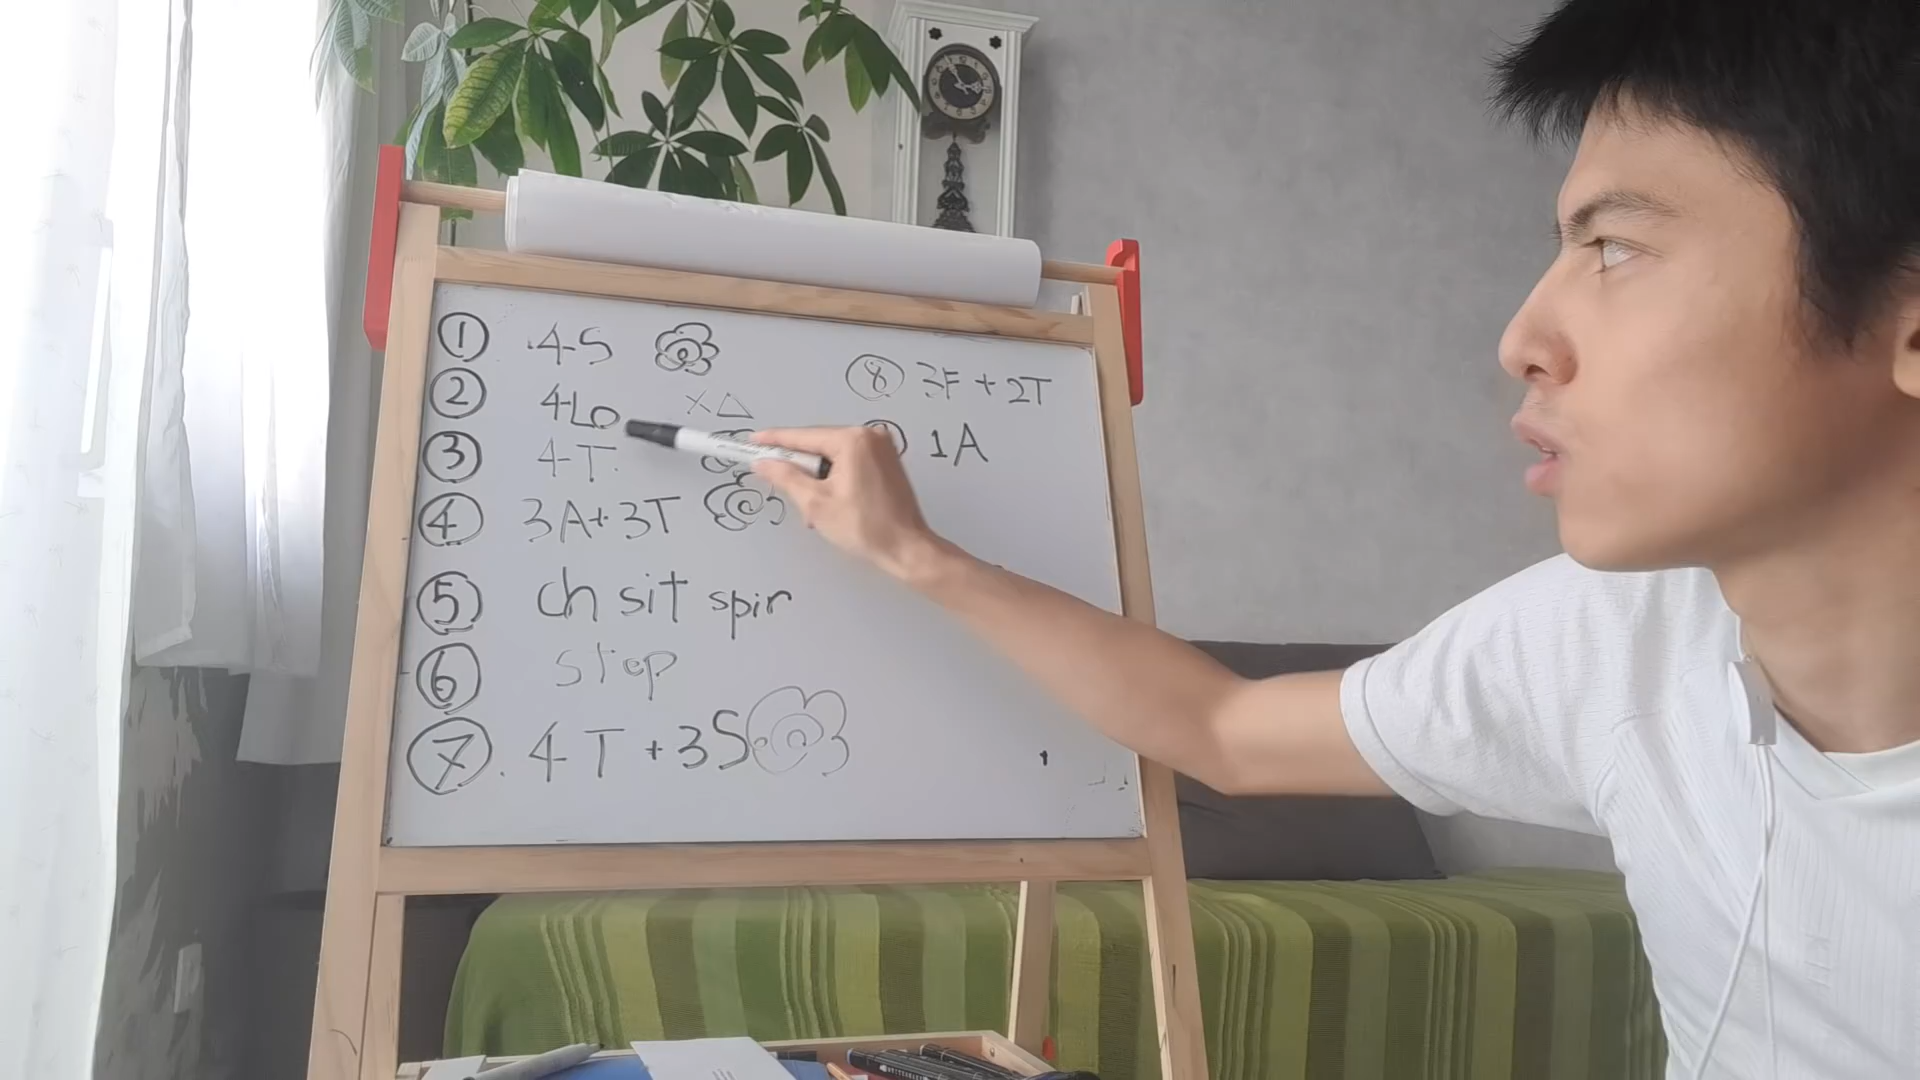 ① 4S
② 4Lo ×△
③ 4T
④ 3A+3T
⑤ ch sit spin
⑥ step
⑦ 4T+3S
⑧ 3F+2T
1A